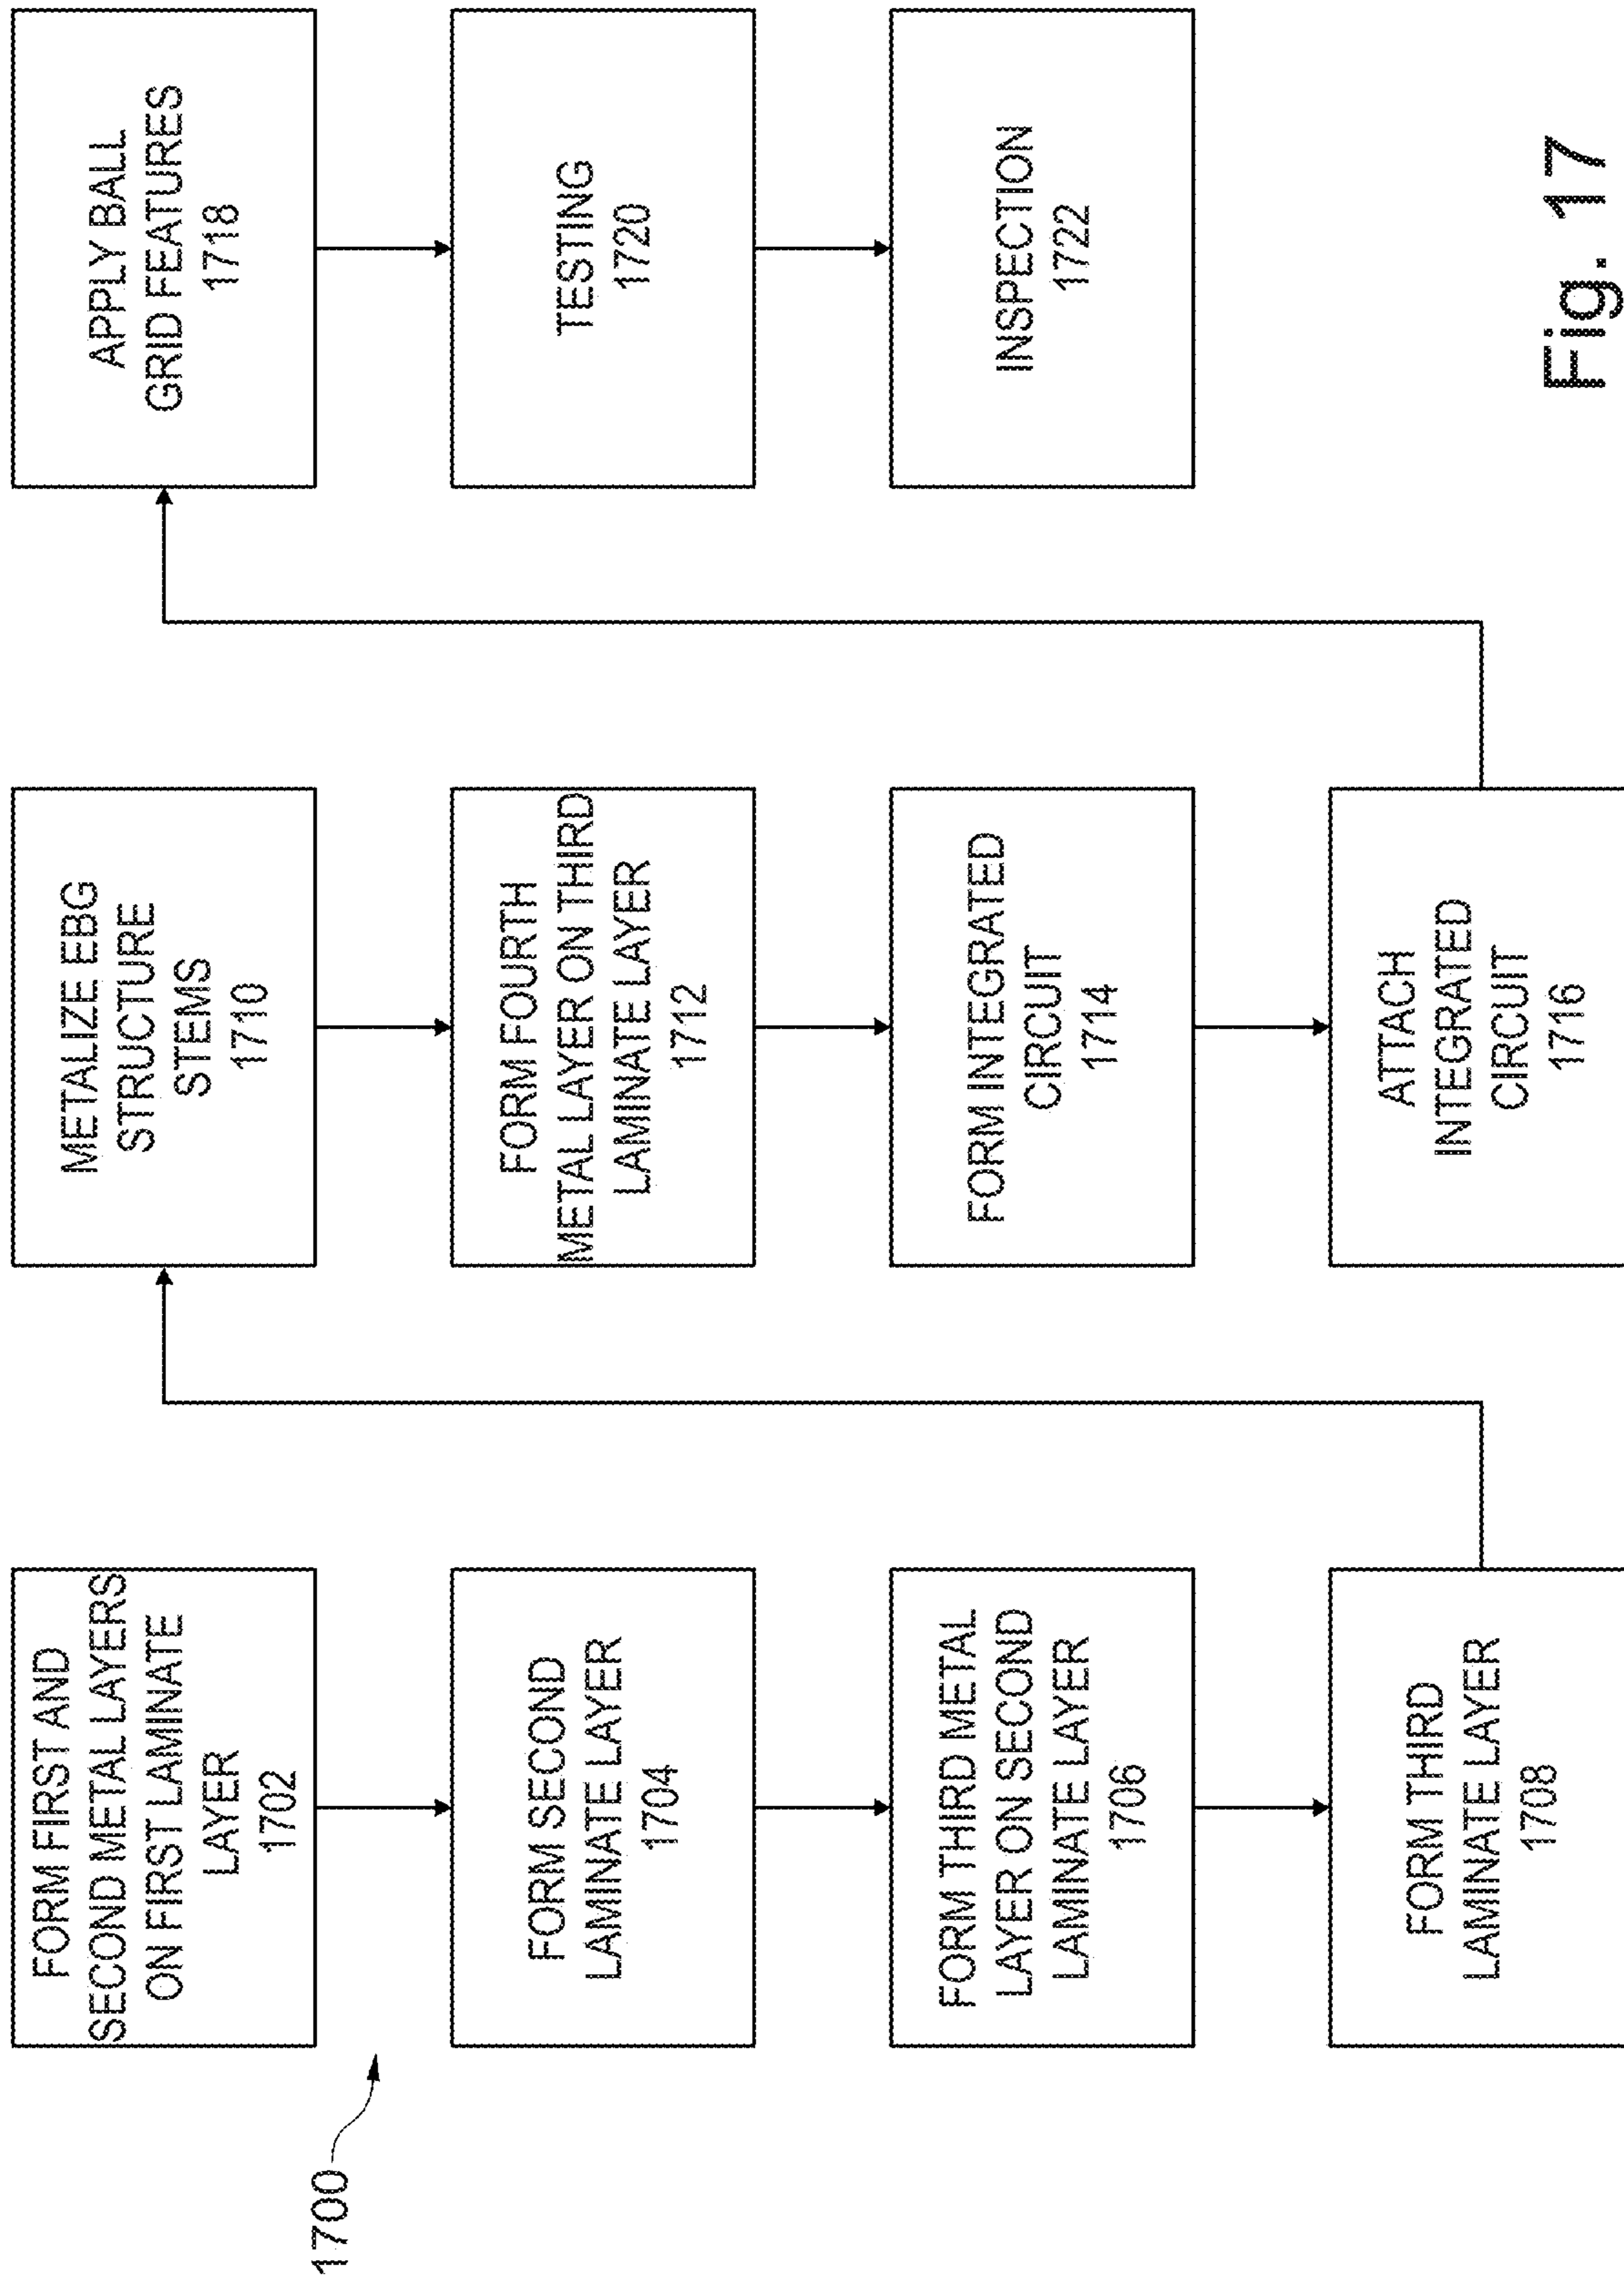 1700
FORM FIRST AND
SECOND METAL LAYERS
ON FIRST LAMINATE
LAYER
1702
FORM SECOND
LAMINATE LAYER
1704
FORM THIRD METAL
LAYER ON SECOND
LAMINATE LAYER
1706
FORM THIRD
LAMINATE LAYER
1708
METALIZE EBG
STRUCTURE
STEMS
1710
FORM FOURTH
METAL LAYER ON THIRD
LAMINATE LAYER
1712
FORM INTEGRATED
CIRCUIT
1714
ATTACH
INTEGRATED
CIRCUIT
1716
APPLY BALL
GRID FEATURES
1718
TESTING
1720
INSPECTION
1722
Fig. 17